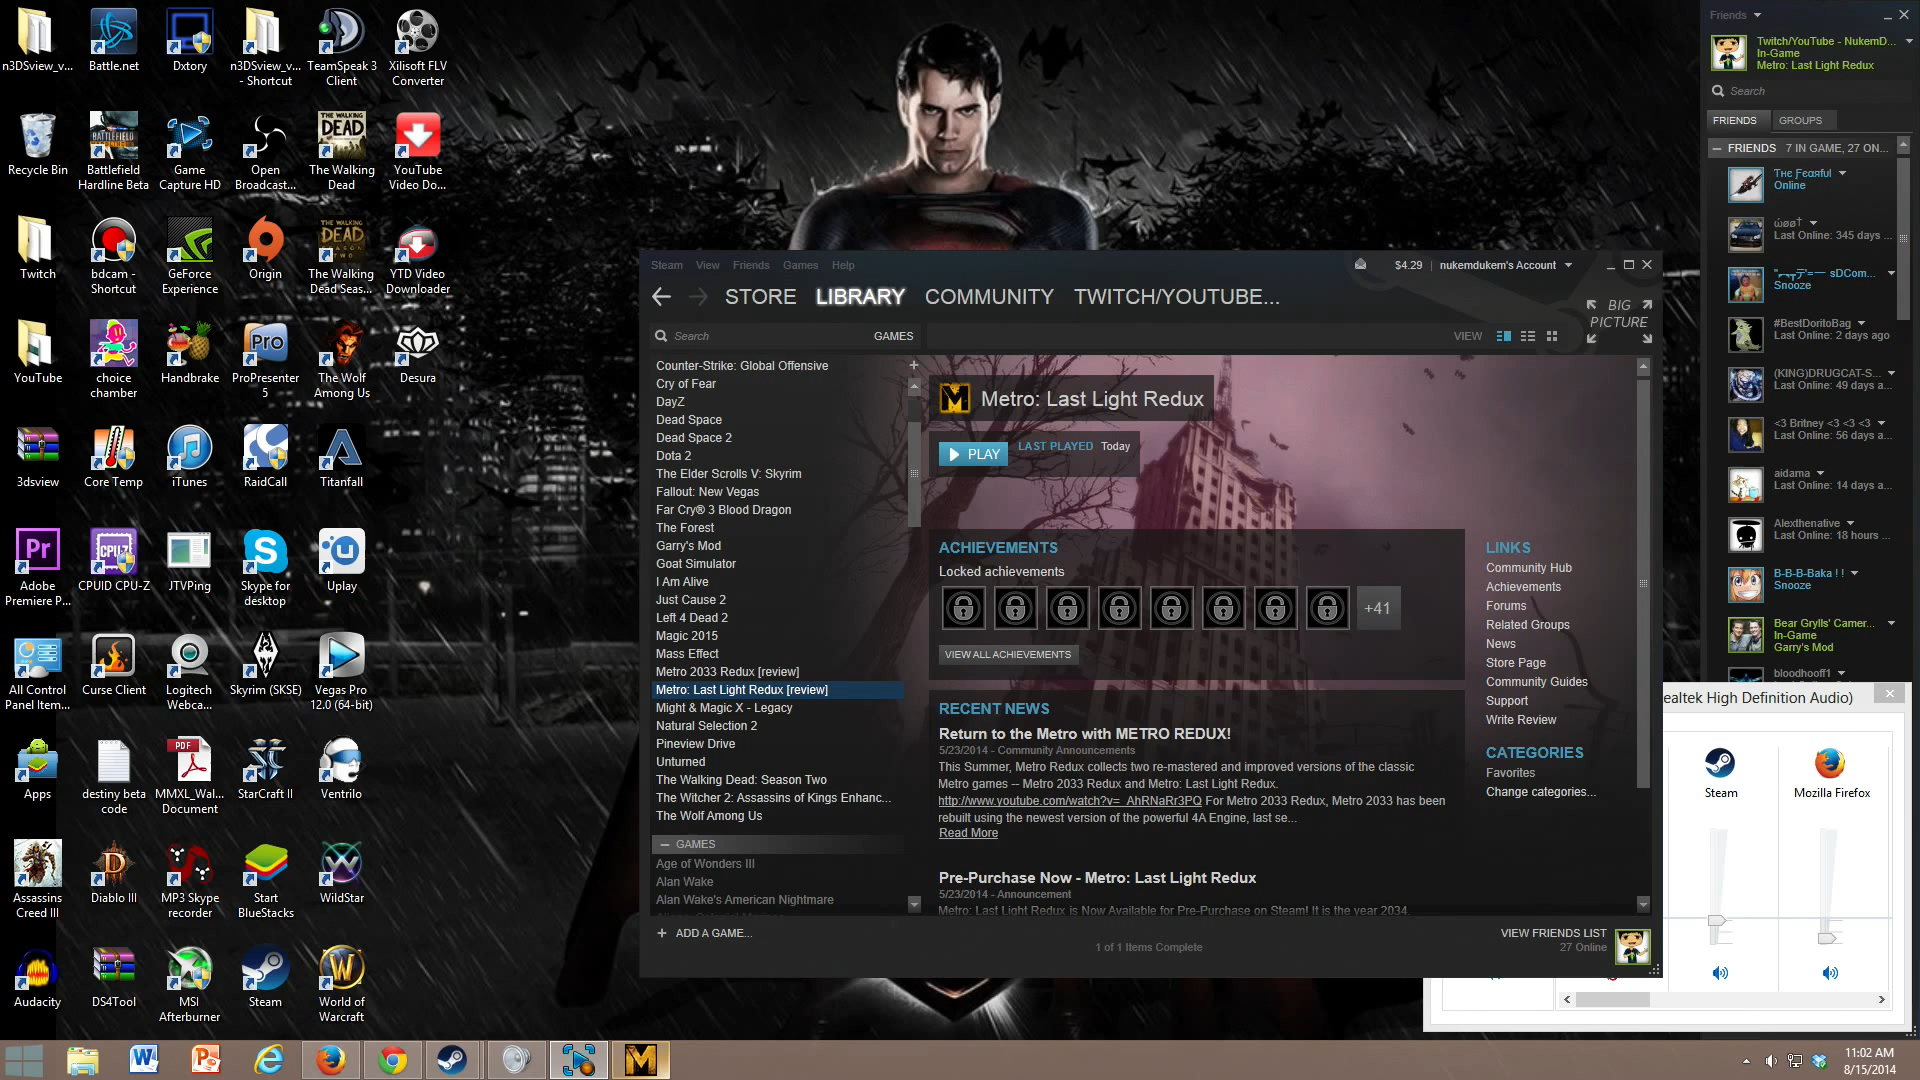 n3DSview_v...
Battle.net
Dxtory
n3DSview_v... - Shortcut
TeamSpeak 3 Client
Xilisoft FLV Converter
Recycle Bin
Battlefield Hardline Beta
Game Capture HD
Open Broadcast...
The Walking Dead
YouTube Video Do...
Twitch
bdcam - Shortcut
GeForce Experience
Origin
The Walking Dead Seas...
YTD Video Downloader
YouTube
choice chamber
Handbrake
ProPresenter 5
The Wolf Among Us
Desura
3dsview
Core Temp
iTunes
RaidCall
Titanfall
Adobe Premiere P...
CPUID CPU-Z
JTVPing
Skype for desktop
Uplay
All Control Panel Item...
Curse Client
Logitech Webca...
Skyrim (SKSE)
Vegas Pro 12.0 (64-bit)
Apps
destiny beta code
MMXL_Wal... Document
StarCraft II
Ventrilo
Assassins Creed III
Diablo III
MP3 Skype recorder
Start BlueStacks
WildStar
Audacity
DS4Tool
MSI Afterburner
Steam
World of Warcraft
Steam View Friends Games Help
$4.29 | nukemdukem's Account
STORE LIBRARY COMMUNITY TWITCH/YOUTUBE...
BIG PICTURE
Search GAMES
VIEW
Counter-Strike: Global Offensive
Cry of Fear
DayZ
Dead Space
Dead Space 2
Dota 2
The Elder Scrolls V: Skyrim
Fallout: New Vegas
Far Cry® 3 Blood Dragon
The Forest
Garry's Mod
Goat Simulator
I Am Alive
Just Cause 2
Left 4 Dead 2
Magic 2015
Mass Effect
Metro 2033 Redux [review]
Metro: Last Light Redux [review]
Might & Magic X - Legacy
Natural Selection 2
Pineview Drive
Unturned
The Walking Dead: Season Two
The Witcher 2: Assassins of Kings Enhanc...
The Wolf Among Us
GAMES
Age of Wonders III
Alan Wake
Alan Wake's American Nightmare
+ ADD A GAME...
Metro: Last Light Redux
PLAY
LAST PLAYED Today
ACHIEVEMENTS
Locked achievements
+41
VIEW ALL ACHIEVEMENTS
RECENT NEWS
Return to the Metro with METRO REDUX!
5/23/2014 - Community Announcements
This Summer, Metro Redux collects two re-mastered and improved versions of the classic
Metro games -- Metro 2033 Redux and Metro: Last Light Redux.
http://www.youtube.com/watch?v=_AhRNaRr3PQ For Metro 2033 Redux, Metro 2033 has been
rebuilt using the newest version of the powerful 4A Engine, last se...
Read More
Pre-Purchase Now - Metro: Last Light Redux
5/23/2014 - Announcement
Metro: Last Light Redux is Now Available for Pre-Purchase on Steam! It is the year 2034.
LINKS
Community Hub
Achievements
Forums
Related Groups
News
Store Page
Community Guides
Support
Write Review
CATEGORIES
Favorites
Change categories...
1 of 1 Items Complete
VIEW FRIENDS LIST
27 Online
Friends
Twitch/YouTube - NukemD...
In-Game
Metro: Last Light Redux
Search
FRIENDS GROUPS
FRIENDS 7 IN GAME, 27 ON...
Online
Last Online: 345 days ...
sDCom...
Snooze
#BestDoritoBag
Last Online: 2 days ago
(KING)DRUGCAT-S...
Last Online: 49 days a...
<3 Britney <3 <3 <3
Last Online: 56 days a...
aidama
Last Online: 14 days a...
Alexthenative
Last Online: 18 hours ...
B-B-B-Baka ! !
Snooze
Bear Grylls' Camer...
In-Game
Garry's Mod
bloodhooff1
ealtek High Definition Audio)
Steam
Mozilla Firefox
11:02 AM
8/15/2014